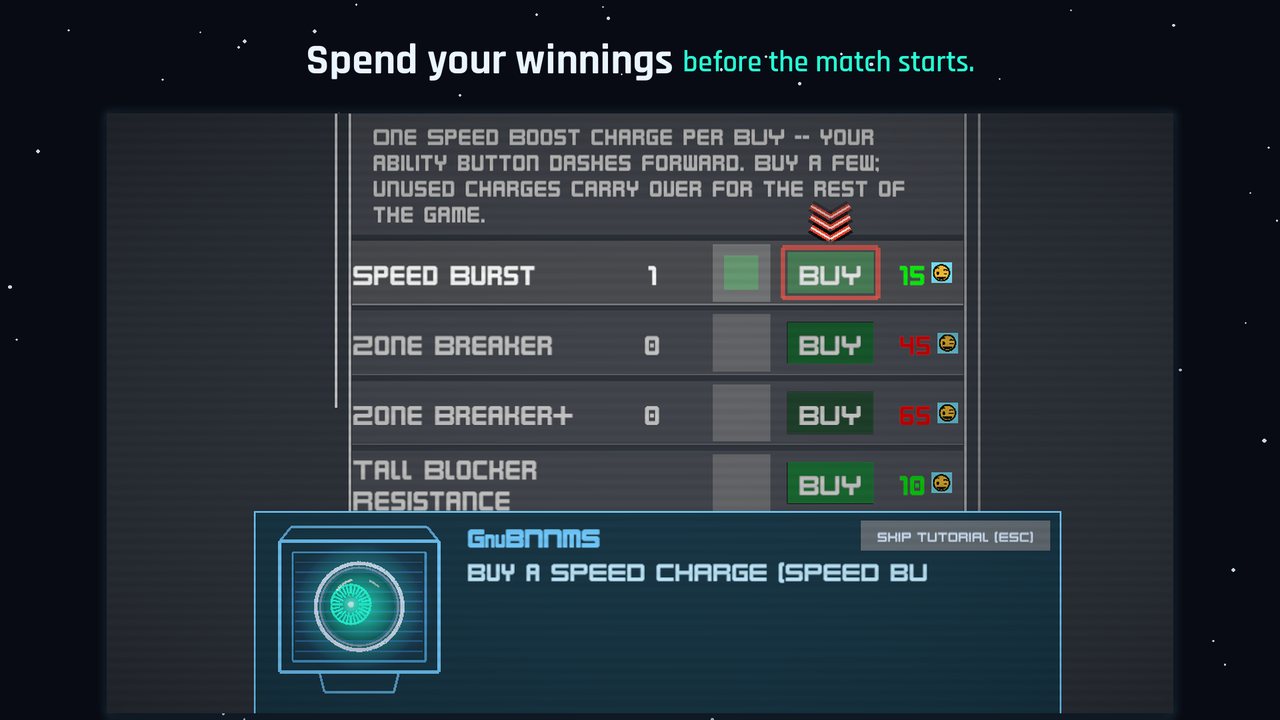 Spend your winnings before the match starts.
ONE SPEED BOOST CHARGE PER BUY -- YOUR
ABILITY BUTTON DASHES FORWARD. BUY A FEW;
UNUSED CHARGES CARRY OVER FOR THE REST OF
THE GAME.
SPEED BURST 1 BUY 15
ZONE BREAKER 0 BUY 45
ZONE BREAKER+ 0 BUY 65
TALL BLOCKER
RESISTANCE BUY 10
GnuBNNMS
SKIP TUTORIAL (ESC)
BUY A SPEED CHARGE (SPEED BU